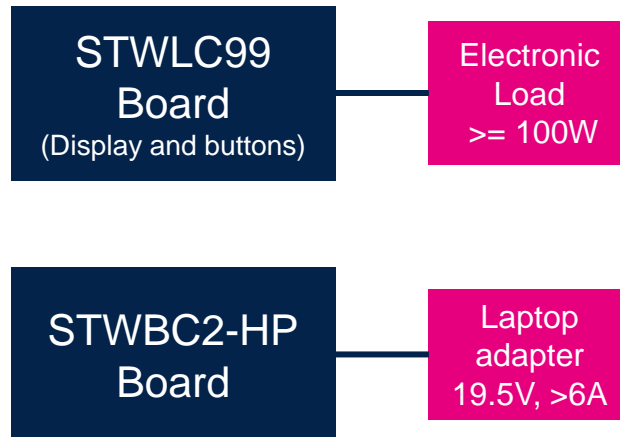 STWLC99
Board
(Display and buttons)
Electronic
Load
>= 100W
STWBC2-HP
Board
Laptop
adapter
19.5V, >6A